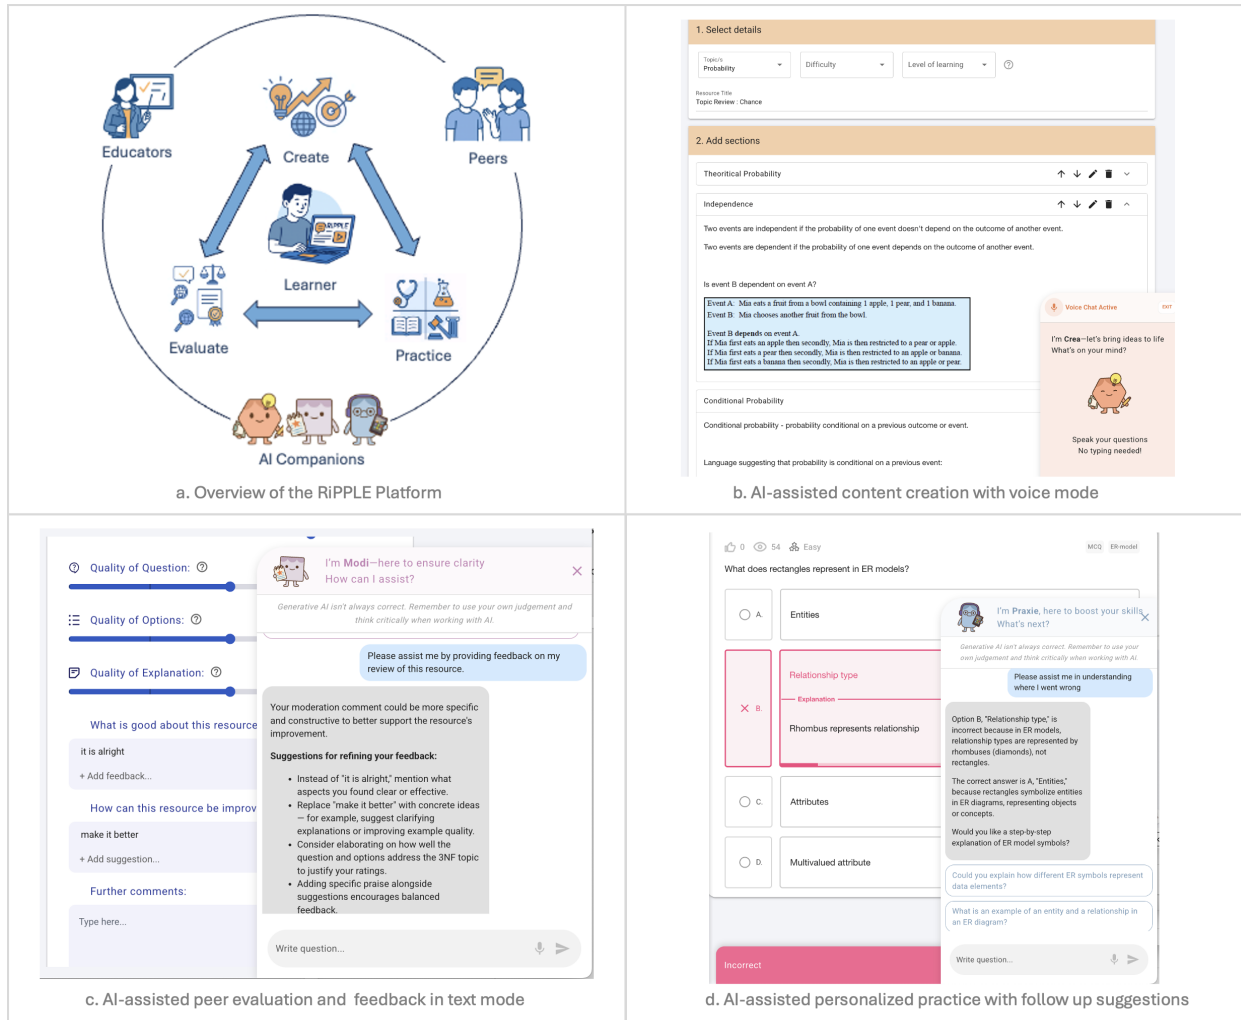 Educators
Create
Peers
RiPPLE
Learner
Evaluate
Practice
AI Companions
a. Overview of the RiPPLE Platform
1. Select details
Topic/s
Probability
Difficulty
Level of learning
Resource Title
Topic Review : Chance
2. Add sections
Theoritical Probability
Independence
Two events are independent if the probability of one event doesn't depend on the outcome of another event.
Two events are dependent if the probability of one event depends on the outcome of another event.
Is event B dependent on event A?
Event A: Mia eats a fruit from a bowl containing 1 apple, 1 pear, and 1 banana.
Event B: Mia chooses another fruit from the bowl.
Event B depends on event A.
If Mia first eats an apple then secondly, Mia is then restricted to a pear or apple.
If Mia first eats a pear then secondly, Mia is then restricted to an apple or banana.
If Mia first eats a banana then secondly, Mia is then restricted to an apple or pear.
Conditional Probability
Conditional probability - probability conditional on a previous outcome or event.
Language suggesting that probability is conditional on a previous event:
Voice Chat Active
EXIT
I'm Crea—let's bring ideas to life
What's on your mind?
Speak your questions
No typing needed!
b. AI-assisted content creation with voice mode
Quality of Question:
Quality of Options:
Quality of Explanation:
What is good about this resource
it is alright
+ Add feedback...
How can this resource be improv
make it better
+ Add suggestion...
Further comments:
Type here...
I'm Modi—here to ensure clarity
How can I assist?
Generative AI isn't always correct. Remember to use your own judgement and
think critically when working with AI.
Please assist me by providing feedback on my
review of this resource.
Your moderation comment could be more specific
and constructive to better support the resource's
improvement.
Suggestions for refining your feedback:
• Instead of "it is alright," mention what
aspects you found clear or effective.
• Replace "make it better" with concrete ideas
— for example, suggest clarifying
explanations or improving example quality.
• Consider elaborating on how well the
question and options address the 3NF topic
to justify your ratings.
• Adding specific praise alongside
suggestions encourages balanced
feedback.
Write question...
c. AI-assisted peer evaluation and feedback in text mode
0 54 Easy
MCQ ER-model
What does rectangles represent in ER models?
A. Entities
Relationship type
Explanation
B.
Rhombus represents relationship
C. Attributes
D. Multivalued attribute
Incorrect
I'm Praxie, here to boost your skills
What's next?
Generative AI isn't always correct. Remember to use your
own judgement and think critically when working with AI.
Please assist me in understanding
where I went wrong
Option B, "Relationship type," is
incorrect because in ER models,
relationship types are represented by
rhombuses (diamonds), not
rectangles.
The correct answer is A, "Entities,"
because rectangles symbolize entities
in ER diagrams, representing objects
or concepts.
Would you like a step-by-step
explanation of ER model symbols?
Could you explain how different ER symbols represent
data elements?
What is an example of an entity and a relationship in
an ER diagram?
Write question...
d. AI-assisted personalized practice with follow up suggestions